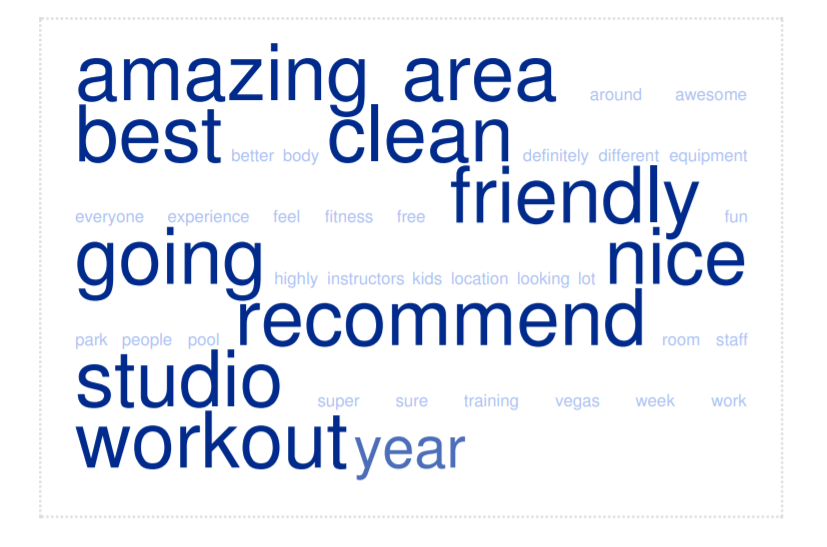 amazing area around awesome
best better body clean definitely different equipment
everyone experience feel fitness free friendly fun
going highly instructors kids location looking lot nice
park people pool recommend room staff
studio super sure training vegas week work
workout year